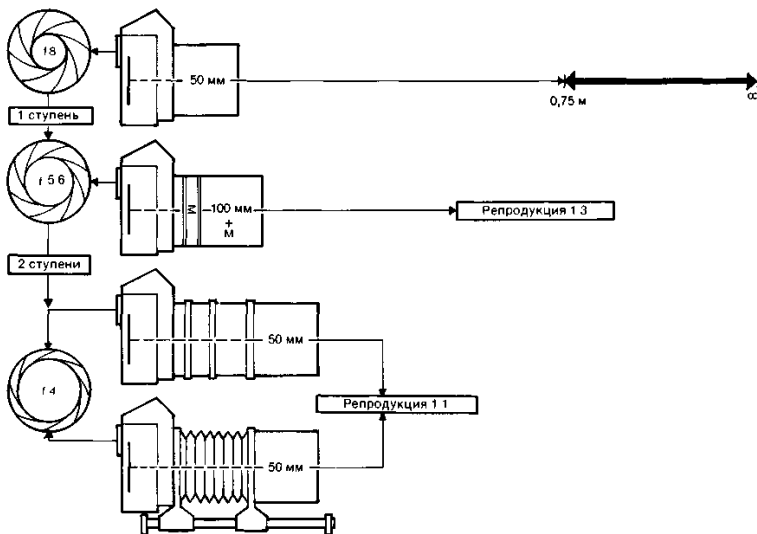 f 8
50 мм
0,75 м
∞
1 ступень
f 5 6
М
100 мм
+
М
Репродукция 1 3
2 ступени
50 мм
f 4
Репродукция 1 1
50 мм